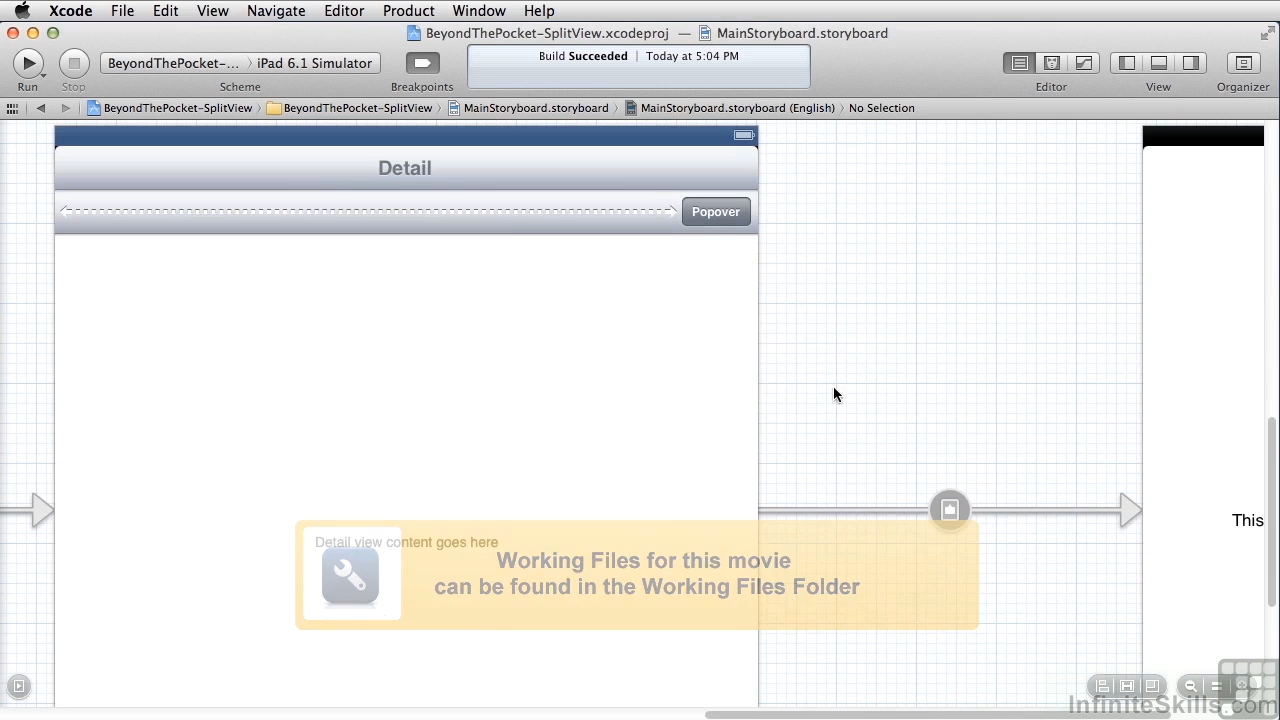 Xcode File Edit View Navigate Editor Product Window Help
BeyondThePocket-SplitView.xcodeproj — MainStoryboard.storyboard
Build Succeeded | Today at 5:04 PM
BeyondThePocket-... iPad 6.1 Simulator
Run Stop Scheme Breakpoints Editor View Organizer
BeyondThePocket-SplitView BeyondThePocket-SplitView MainStoryboard.storyboard MainStoryboard.storyboard (English) No Selection
Detail
Popover
This
Detail view content goes here
Working Files for this movie
can be found in the Working Files Folder
InfiniteSkills.com